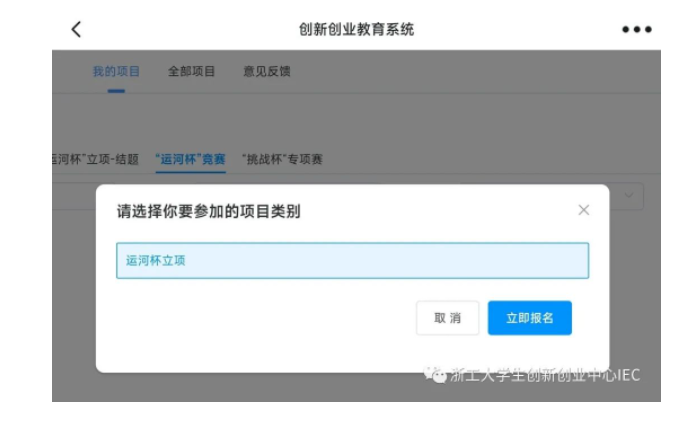 创新创业教育系统
我的项目 全部项目 意见反馈
运河杯"立项-结题 "运河杯"竞赛 "挑战杯"专项赛
请选择你要参加的项目类别
运河杯立项
取 消 立即报名
浙工大学生创新创业中心IEC